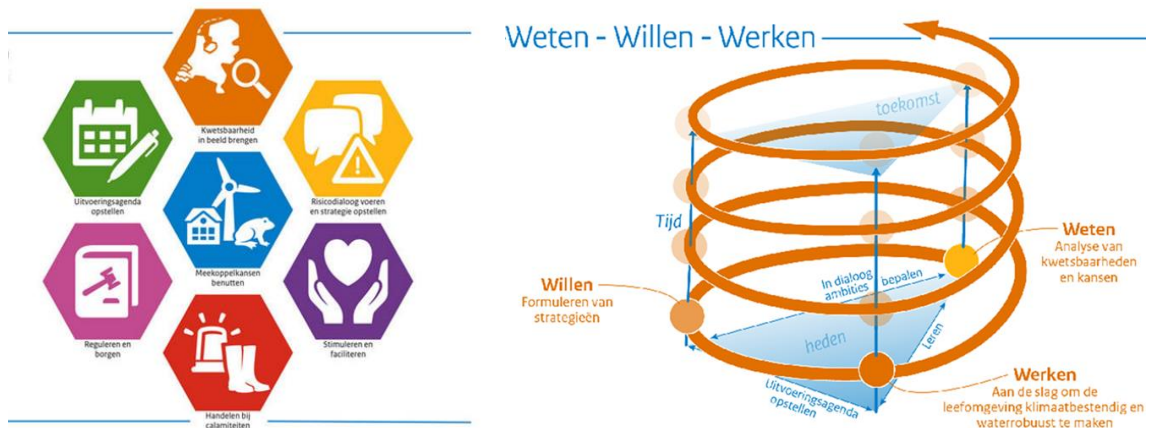 Kwetsbaarheid
in beeld brengen
Uitvoeringsagenda
opstellen
Risicodialoog voeren
en strategie opstellen
Meekoppelkansen
benutten
Reguleren en
borgen
Stimuleren en
faciliteren
Handelen bij
calamiteiten
Weten - Willen - Werken
toekomst
Tijd
Weten
Analyse van
kwetsbaarheden
en kansen
Willen
Formuleren van
strategieën
In dialoog bepalen
ambities
heden
Leren
Uitvoeringsagenda
opstellen
Werken
Aan de slag om de
leefomgeving klimaatbestendig en
waterrobuust te maken